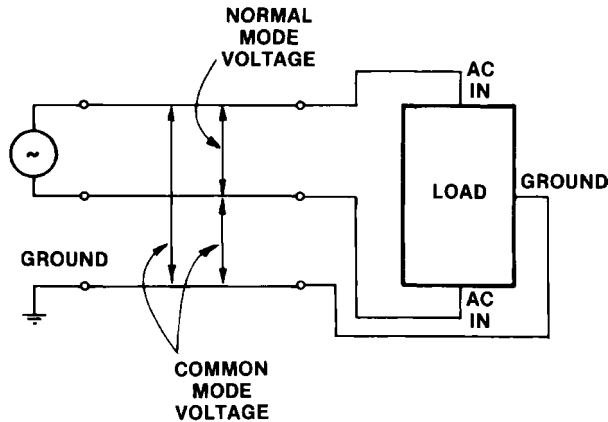 NORMAL
MODE
VOLTAGE
AC
IN
~
LOAD
GROUND
GROUND
AC
IN
COMMON
MODE
VOLTAGE